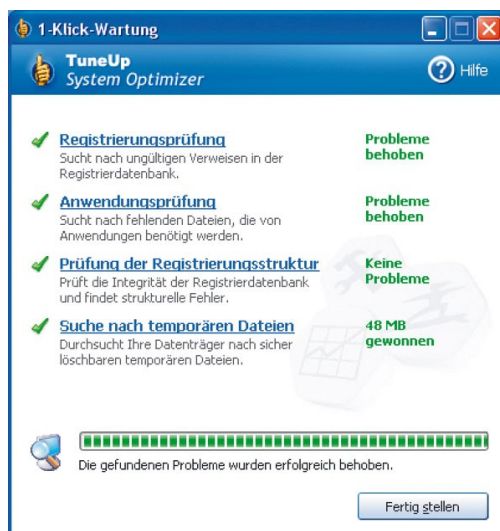 1-Klick-Wartung
TuneUp
System Optimizer
Hilfe
Registrierungsprüfung
Probleme behoben
Sucht nach ungültigen Verweisen in der
Registrierdatenbank.
Anwendungsprüfung
Probleme behoben
Sucht nach fehlenden Dateien, die von
Anwendungen benötigt werden.
Prüfung der Registrierungsstruktur
Keine Probleme
Prüft die Integrität der Registrierdatenbank
und findet strukturelle Fehler.
Suche nach temporären Dateien
48 MB gewonnen
Durchsucht Ihre Datenträger nach sicher
löschbaren temporären Dateien.
Die gefundenen Probleme wurden erfolgreich behoben.
Fertig stellen